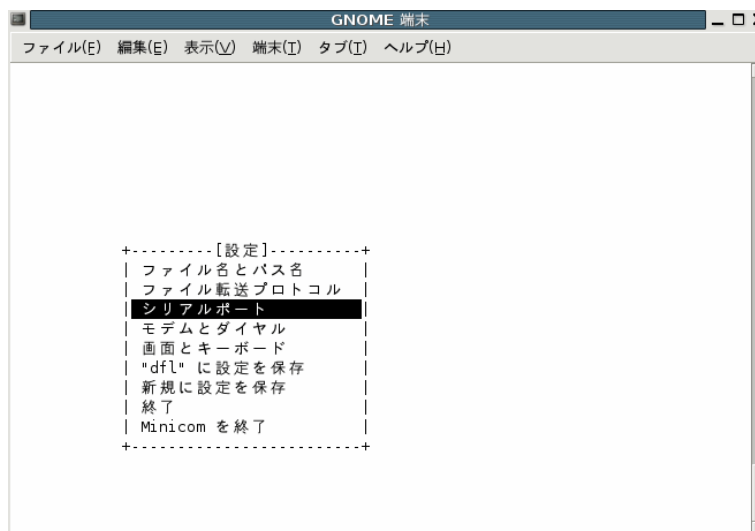 GNOME 端末
ファイル(F) 編集(E) 表示(V) 端末(T) タブ(T) ヘルプ(H)
+---------[設定]----------+
| ファイル名とパス名 |
| ファイル転送プロトコル |
| シリアルポート |
| モデムとダイヤル |
| 画面とキーボード |
| "dfl" に設定を保存 |
| 新規に設定を保存 |
| 終了 |
| Minicom を終了 |
+-------------------------+